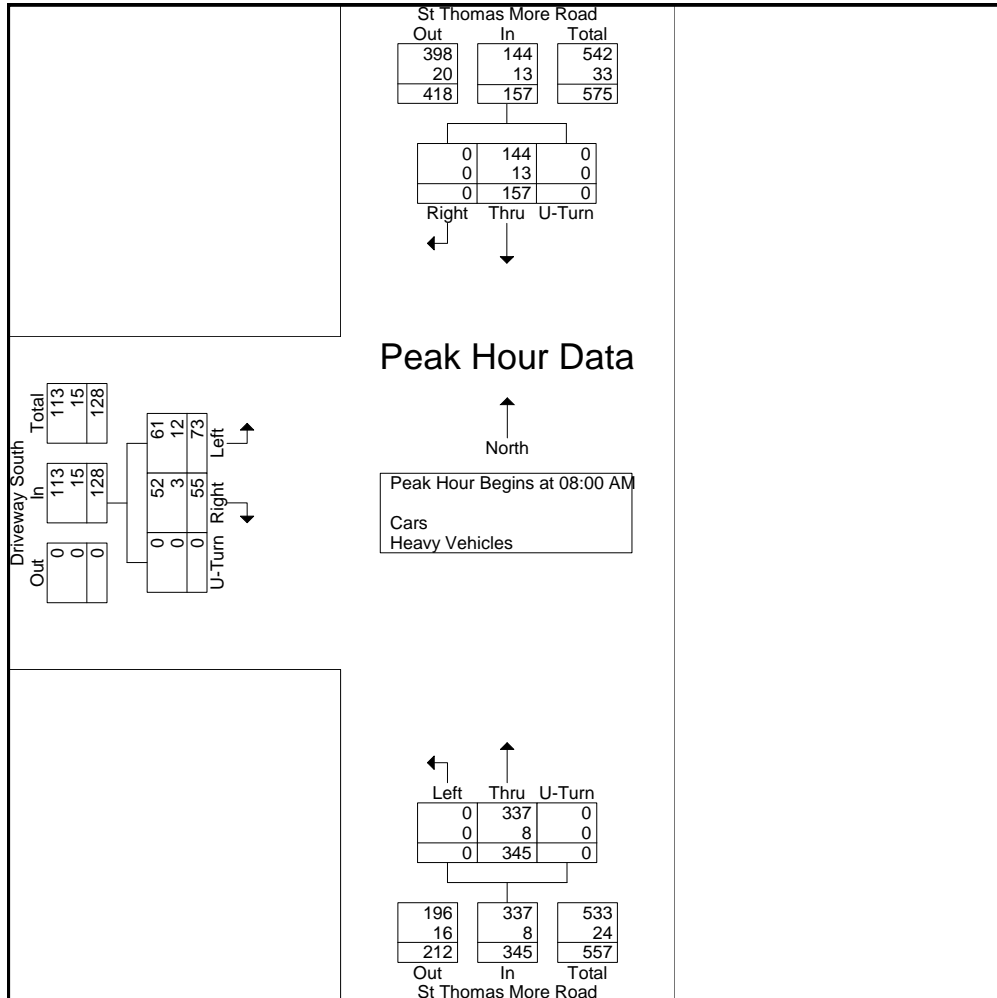 St Thomas More Road
Out In Total
398 144 542
20 13 33
418 157 575
0 144 0
0 13 0
0 157 0
Right Thru U-Turn
Peak Hour Data
North
Peak Hour Begins at 08:00 AM
Cars
Heavy Vehicles
Driveway South
Out In Total
0 113 113
0 15 15
0 128 128
0 52 61
0 3 12
0 55 73
U-Turn Right Left
Left Thru U-Turn
0 337 0
0 8 0
0 345 0
196 337 533
16 8 24
212 345 557
Out In Total
St Thomas More Road